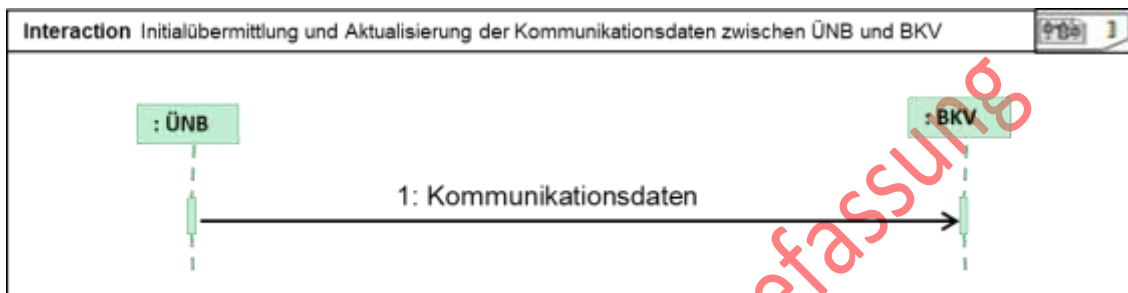 Interaction Initialübermittlung und Aktualisierung der Kommunikationsdaten zwischen ÜNB und BKV
: ÜNB
: BKV
1: Kommunikationsdaten
efassung